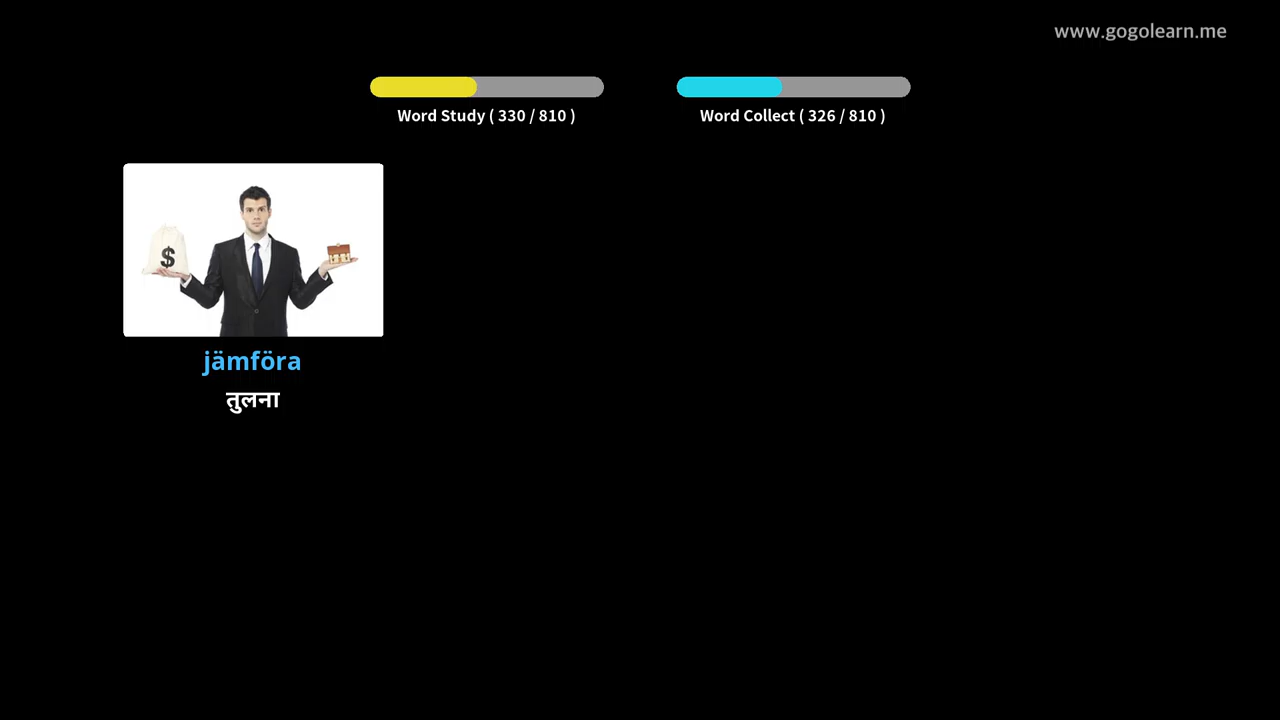 www.gogolearn.me
Word Study ( 330 / 810 )
Word Collect ( 326 / 810 )
$
jämföra
तुलना